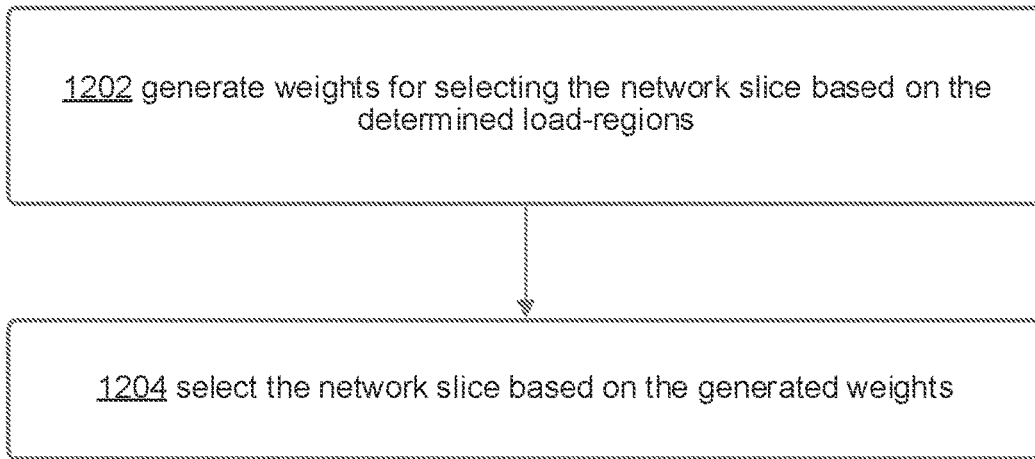 1202 generate weights for selecting the network slice based on the
determined load-regions
1204 select the network slice based on the generated weights